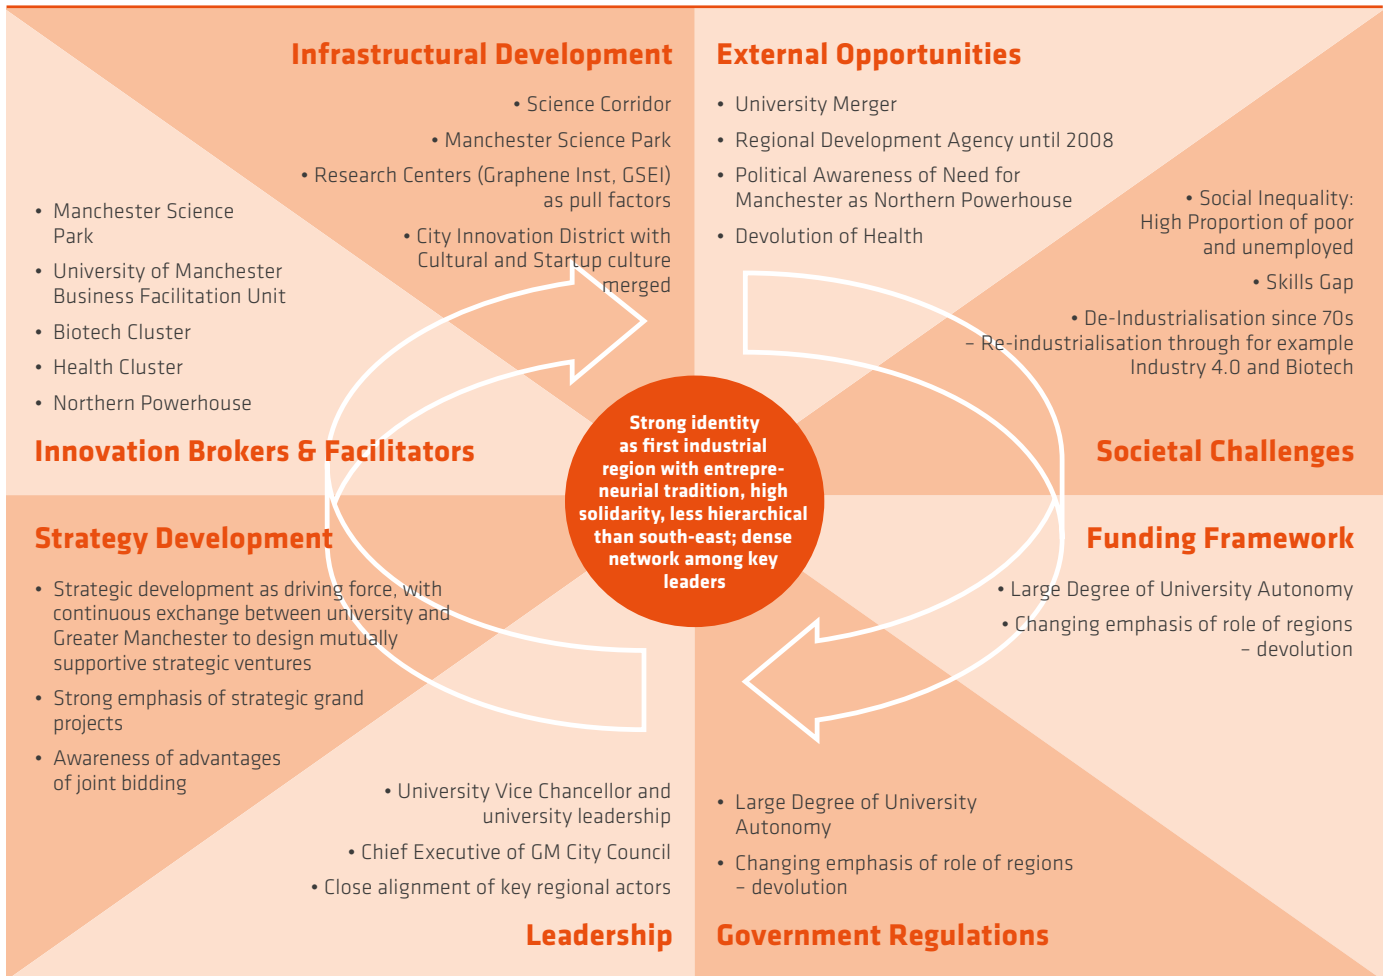 Infrastructural Development
• Science Corridor
• Manchester Science Park
• Research Centers (Graphene Inst, GSEI)
as pull factors
• City Innovation District with
Cultural and Startup culture
merged
External Opportunities
• University Merger
• Regional Development Agency until 2008
• Political Awareness of Need for
Manchester as Northern Powerhouse
• Devolution of Health
• Manchester Science
Park
• University of Manchester
Business Facilitation Unit
• Biotech Cluster
• Health Cluster
• Northern Powerhouse
Innovation Brokers & Facilitators
• Social Inequality:
High Proportion of poor
and unemployed
• Skills Gap
• De-Industrialisation since 70s
– Re-industrialisation through for example
Industry 4.0 and Biotech
Societal Challenges
Strong identity
as first industrial
region with entrepre-
neurial tradition, high
solidarity, less hierarchical
than south-east; dense
network among key
leaders
Strategy Development
• Strategic development as driving force, with
continuous exchange between university and
Greater Manchester to design mutually
supportive strategic ventures
• Strong emphasis of strategic grand
projects
• Awareness of advantages
of joint bidding
Funding Framework
• Large Degree of University Autonomy
• Changing emphasis of role of regions
– devolution
• University Vice Chancellor and
university leadership
• Chief Executive of GM City Council
• Close alignment of key regional actors
Leadership
• Large Degree of University
Autonomy
• Changing emphasis of role of regions
– devolution
Government Regulations